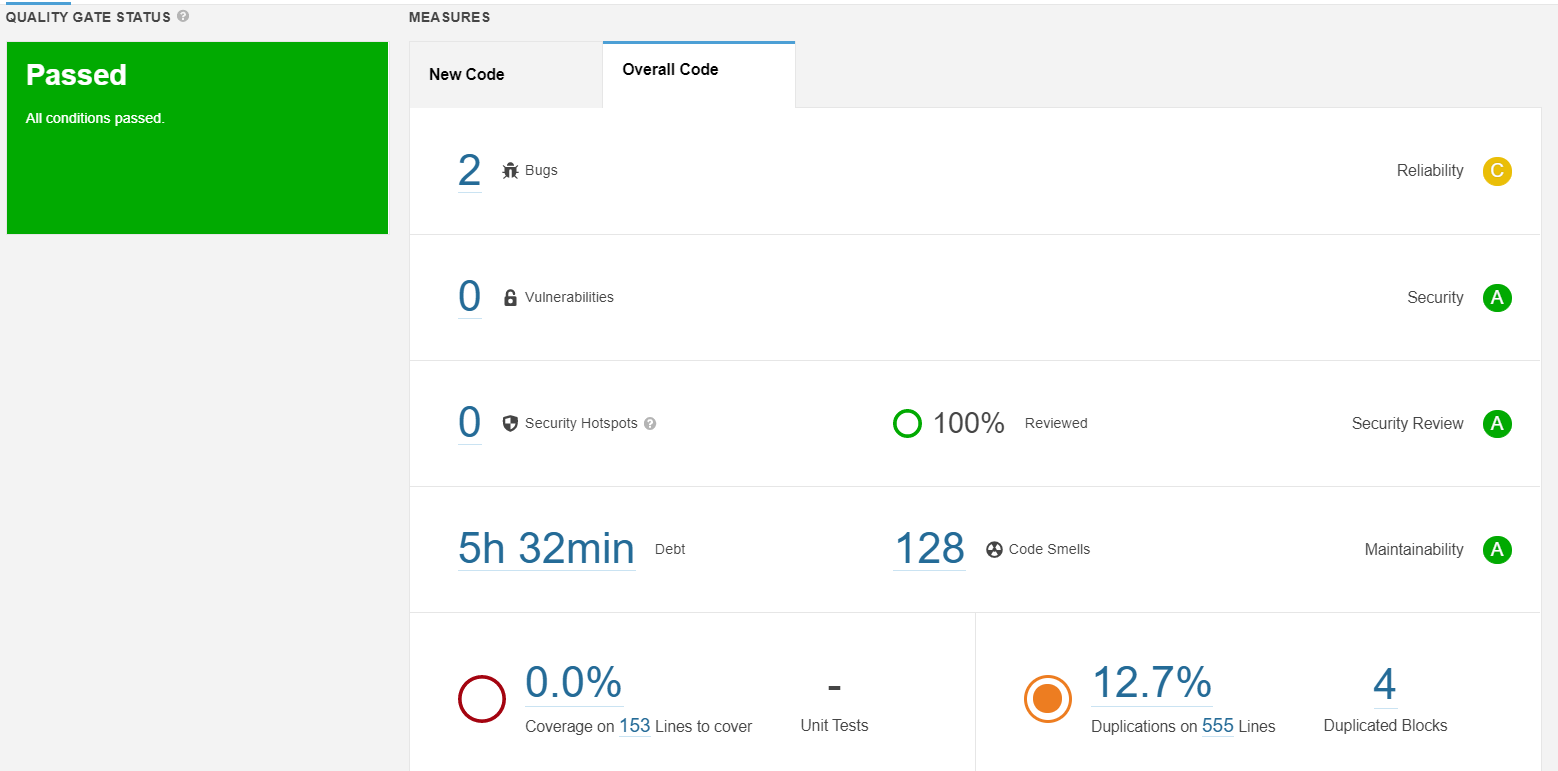 QUALITY GATE STATUS ?
MEASURES
Passed
All conditions passed.
New Code
Overall Code
2 Bugs
Reliability C
0 Vulnerabilities
Security A
0 Security Hotspots ?
100% Reviewed
Security Review A
5h 32min Debt
128 Code Smells
Maintainability A
0.0%
Coverage on 153 Lines to cover
-
Unit Tests
12.7%
Duplications on 555 Lines
4
Duplicated Blocks